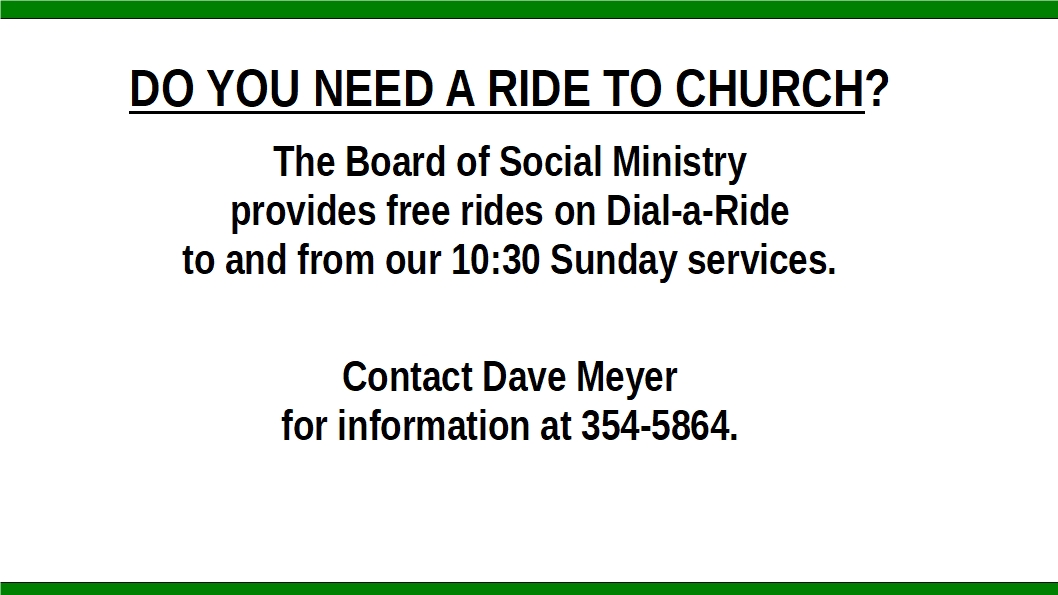 DO YOU NEED A RIDE TO CHURCH?
The Board of Social Ministry
provides free rides on Dial-a-Ride
to and from our 10:30 Sunday services.
Contact Dave Meyer
for information at 354-5864.